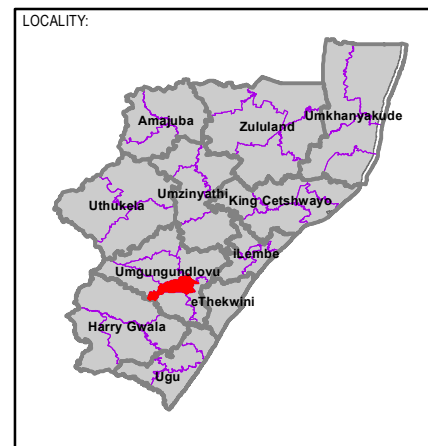 LOCALITY:
Amajuba
Zululand
Umkhanyakude
Umzinyathi
Uthukela
King Cetshwayo
iLembe
Umgungundlovu
eThekwini
Harry Gwala
Ugu